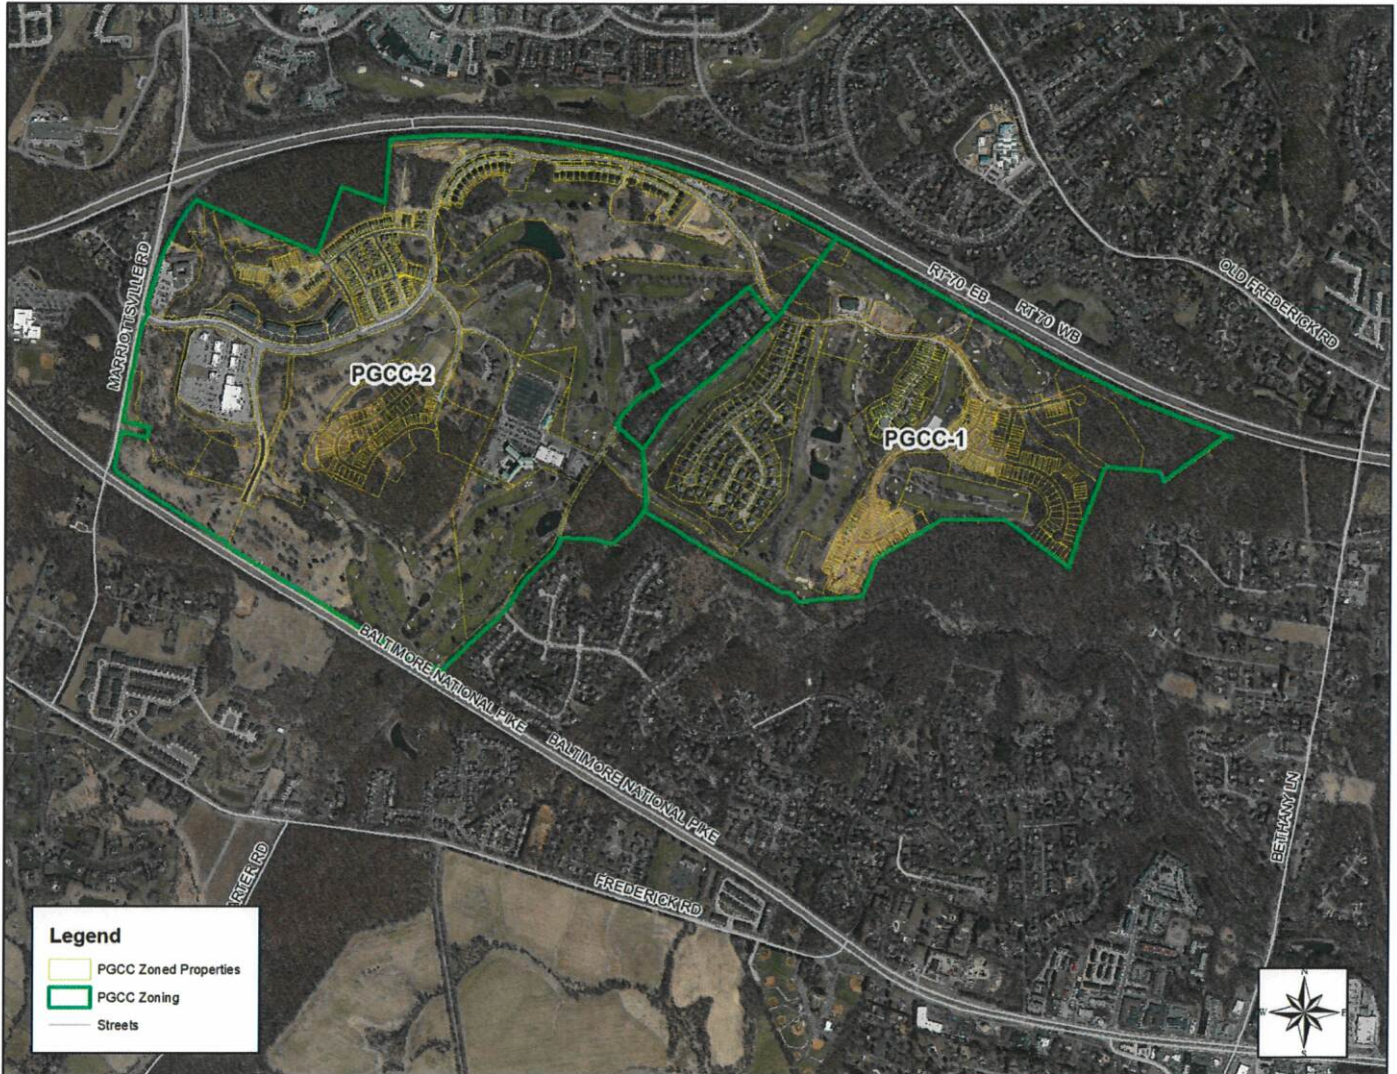 RT 70 EB
RT 70 WB
OLD FREDERICK RD
MARRIOTTSVILLE RD
PGCC-2
PGCC-1
BALTIMORE NATIONAL PIKE
BALTIMORE NATIONAL PIKE
BETHANY LN
FREDERICK RD
ARTER RD
Legend
PGCC Zoned Properties
PGCC Zoning
Streets
N
W
E
S